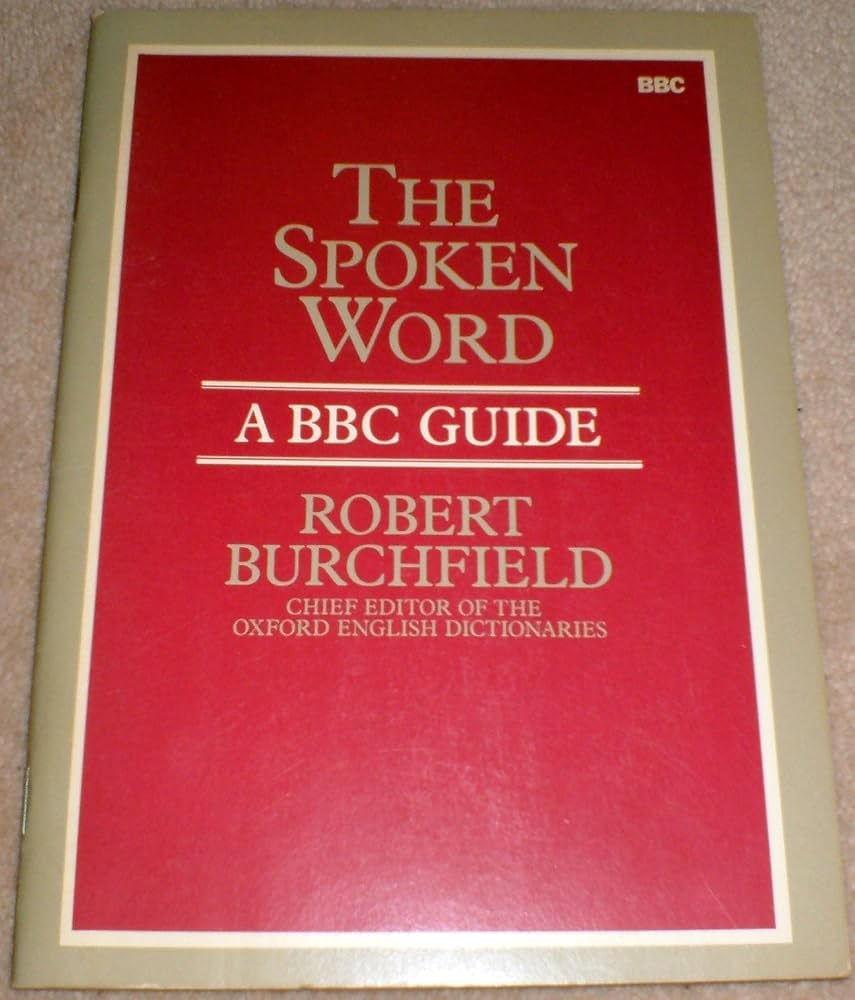 BBC
THE
SPOKEN
WORD
A BBC GUIDE
ROBERT
BURCHFIELD
CHIEF EDITOR OF THE
OXFORD ENGLISH DICTIONARIES